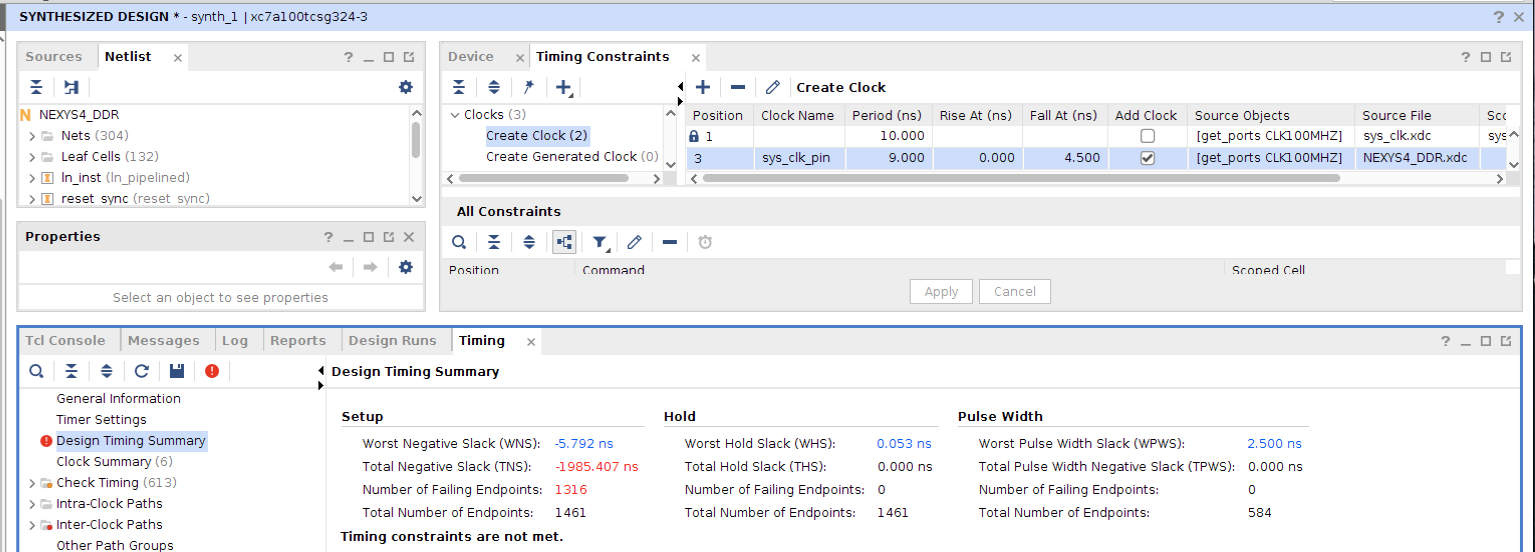 SYNTHESIZED DESIGN * - synth_1 | xc7a100tcsg324-3
Sources Netlist
NEXYS4_DDR
Nets (304)
Leaf Cells (132)
ln_inst (ln_pipelined)
reset_sync (reset_sync)
Properties
Select an object to see properties
Device Timing Constraints
Clocks (3)
Create Clock (2)
Create Generated Clock (0)
Create Clock
Position Clock Name Period (ns) Rise At (ns) Fall At (ns) Add Clock Source Objects Source File
1 10.000 [get_ports CLK100MHZ] sys_clk.xdc
3 sys_clk_pin 9.000 0.000 4.500 [get_ports CLK100MHZ] NEXYS4_DDR.xdc
All Constraints
Position Command Scoped Cell
Apply Cancel
Tcl Console Messages Log Reports Design Runs Timing
General Information
Timer Settings
Design Timing Summary
Clock Summary (6)
Check Timing (613)
Intra-Clock Paths
Inter-Clock Paths
Other Path Groups
Design Timing Summary
Setup Hold Pulse Width
Worst Negative Slack (WNS): -5.792 ns Worst Hold Slack (WHS): 0.053 ns Worst Pulse Width Slack (WPWS): 2.500 ns
Total Negative Slack (TNS): -1985.407 ns Total Hold Slack (THS): 0.000 ns Total Pulse Width Negative Slack (TPWS): 0.000 ns
Number of Failing Endpoints: 1316 Number of Failing Endpoints: 0 Number of Failing Endpoints: 0
Total Number of Endpoints: 1461 Total Number of Endpoints: 1461 Total Number of Endpoints: 584
Timing constraints are not met.